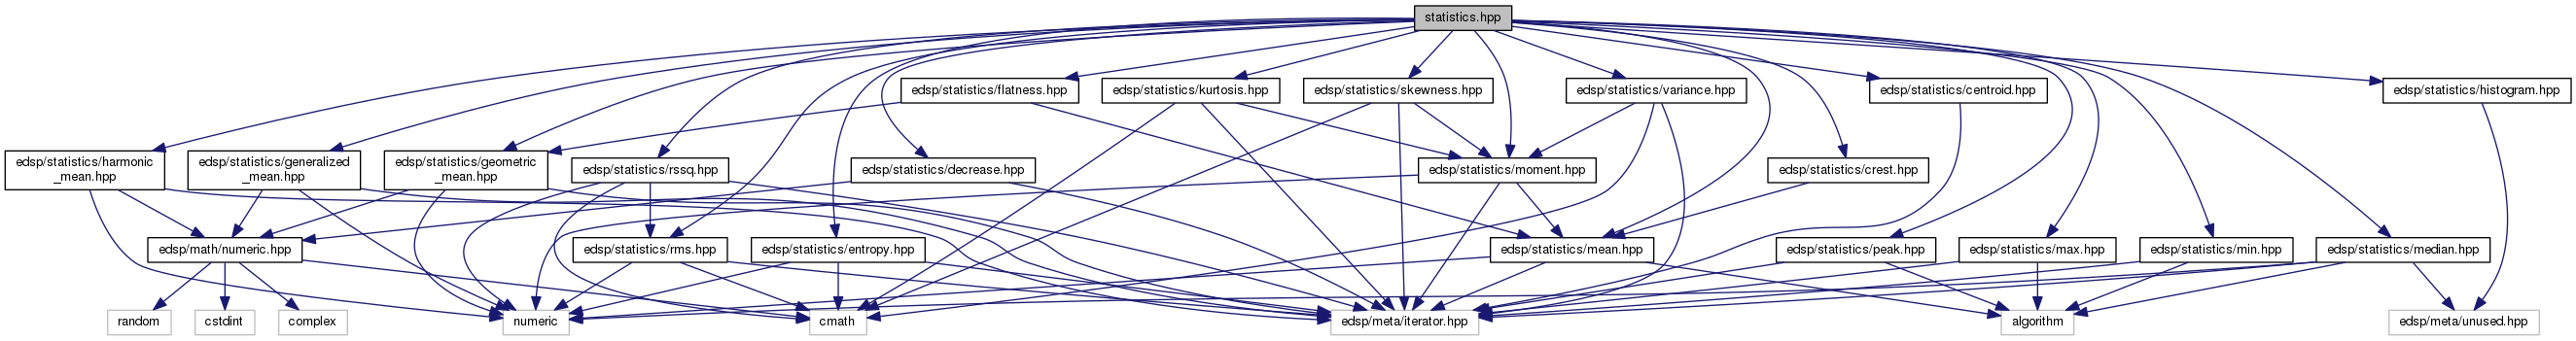 statistics.hpp
edsp/statistics/flatness.hpp
edsp/statistics/kurtosis.hpp
edsp/statistics/skewness.hpp
edsp/statistics/variance.hpp
edsp/statistics/centroid.hpp
edsp/statistics/histogram.hpp
edsp/statistics/harmonic
_mean.hpp
edsp/statistics/generalized
_mean.hpp
edsp/statistics/geometric
_mean.hpp
edsp/statistics/rssq.hpp
edsp/statistics/decrease.hpp
edsp/statistics/moment.hpp
edsp/statistics/crest.hpp
edsp/math/numeric.hpp
edsp/statistics/rms.hpp
edsp/statistics/entropy.hpp
edsp/statistics/mean.hpp
edsp/statistics/peak.hpp
edsp/statistics/max.hpp
edsp/statistics/min.hpp
edsp/statistics/median.hpp
random
cstdint
complex
numeric
cmath
edsp/meta/iterator.hpp
algorithm
edsp/meta/unused.hpp